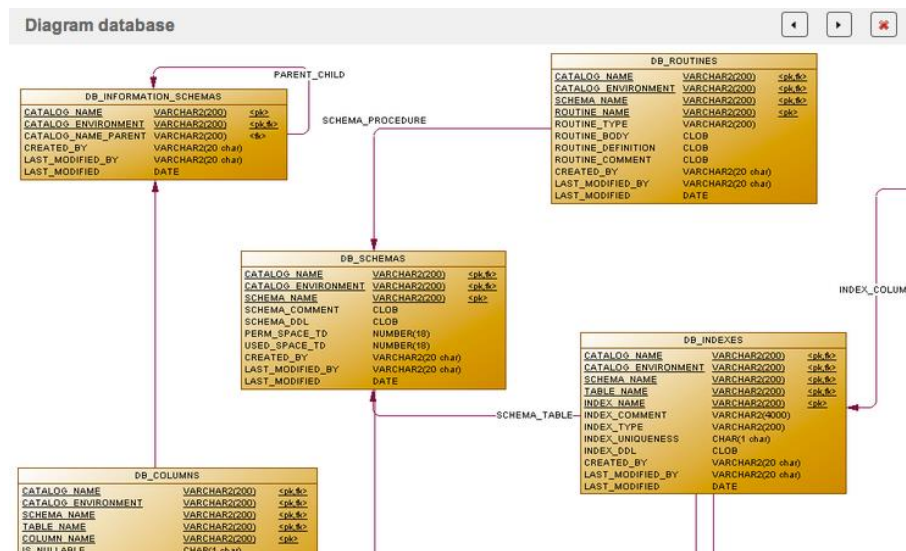 Diagram database
PARENT_CHILD
DB_INFORMATION_SCHEMAS
CATALOG_NAME VARCHAR2(200) <pk>
CATALOG_ENVIRONMENT VARCHAR2(200) <pk,fk>
CATALOG_NAME_PARENT VARCHAR2(200) <fk>
CREATED_BY VARCHAR2(20 char)
LAST_MODIFIED_BY VARCHAR2(20 char)
LAST_MODIFIED DATE
SCHEMA_PROCEDURE
DB_ROUTINES
CATALOG_NAME VARCHAR2(200) <pk,fk>
CATALOG_ENVIRONMENT VARCHAR2(200) <pk,fk>
SCHEMA_NAME VARCHAR2(200) <pk,fk>
ROUTINE_NAME VARCHAR2(200) <pk>
ROUTINE_TYPE VARCHAR2(200)
ROUTINE_BODY CLOB
ROUTINE_DEFINITION CLOB
ROUTINE_COMMENT CLOB
CREATED_BY VARCHAR2(20 char)
LAST_MODIFIED_BY VARCHAR2(20 char)
LAST_MODIFIED DATE
DB_SCHEMAS
CATALOG_NAME VARCHAR2(200) <pk,fk>
CATALOG_ENVIRONMENT VARCHAR2(200) <pk,fk>
SCHEMA_NAME VARCHAR2(200) <pk>
SCHEMA_COMMENT CLOB
SCHEMA_DDL CLOB
PERM_SPACE_TD NUMBER(18)
USED_SPACE_TD NUMBER(18)
CREATED_BY VARCHAR2(20 char)
LAST_MODIFIED_BY VARCHAR2(20 char)
LAST_MODIFIED DATE
INDEX_COLUM
SCHEMA_TABLE
DB_INDEXES
CATALOG_NAME VARCHAR2(200) <pk,fk>
CATALOG_ENVIRONMENT VARCHAR2(200) <pk,fk>
SCHEMA_NAME VARCHAR2(200) <pk,fk>
TABLE_NAME VARCHAR2(200) <pk,fk>
INDEX_NAME VARCHAR2(200) <pk>
INDEX_COMMENT VARCHAR2(4000)
INDEX_TYPE VARCHAR2(200)
INDEX_UNIQUENESS CHAR(1 char)
INDEX_DDL CLOB
CREATED_BY VARCHAR2(20 char)
LAST_MODIFIED_BY VARCHAR2(20 char)
LAST_MODIFIED DATE
DB_COLUMNS
CATALOG_NAME VARCHAR2(200) <pk,fk>
CATALOG_ENVIRONMENT VARCHAR2(200) <pk,fk>
SCHEMA_NAME VARCHAR2(200) <pk,fk>
TABLE_NAME VARCHAR2(200) <pk,fk>
COLUMN_NAME VARCHAR2(200) <pk>
IS_NULLABLE CHAR(1 char)